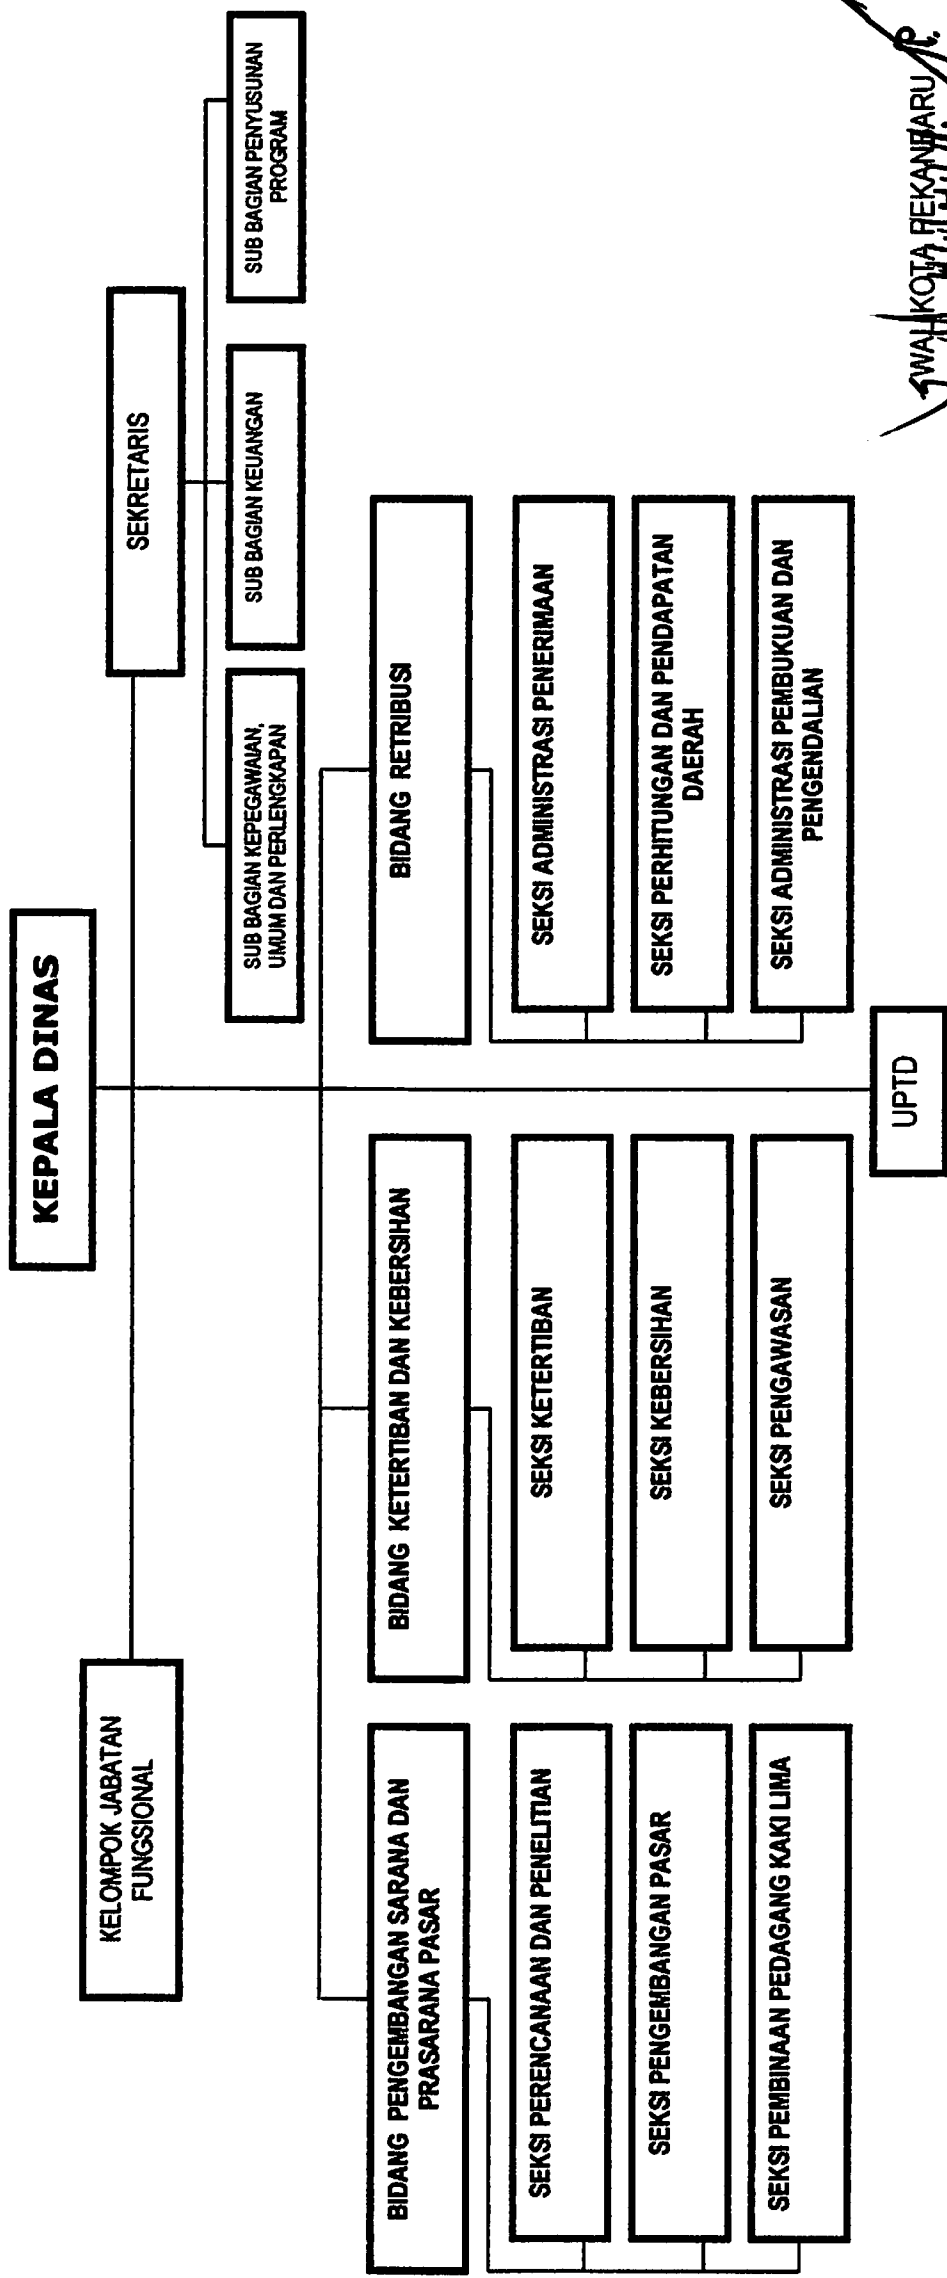 KEPALA DINAS
KELOMPOK JABATAN
FUNGSIONAL
SEKRETARIS
SUB BAGIAN KEPEGAWAIAN,
UMUM DAN PERLENGKAPAN
SUB BAGIAN KEUANGAN
SUB BAGIAN PENYUSUNAN
PROGRAM
BIDANG PENGEMBANGAN SARANA DAN
PRASARANA PASAR
SEKSI PERENCANAAN DAN PENELITIAN
SEKSI PENGEMBANGAN PASAR
SEKSI PEMBINAAN PEDAGANG KAKI LIMA
BIDANG KETERTIBAN DAN KEBERSIHAN
SEKSI KETERTIBAN
SEKSI KEBERSIHAN
SEKSI PENGAWASAN
BIDANG RETRIBUSI
SEKSI ADMINISTRASI PENERIMAAN
SEKSI PERHITUNGAN DAN PENDAPATAN
DAERAH
SEKSI ADMINISTRASI PEMBUKUAN DAN
PENGENDALIAN
UPTD
WALIKOTA PEKANBARU